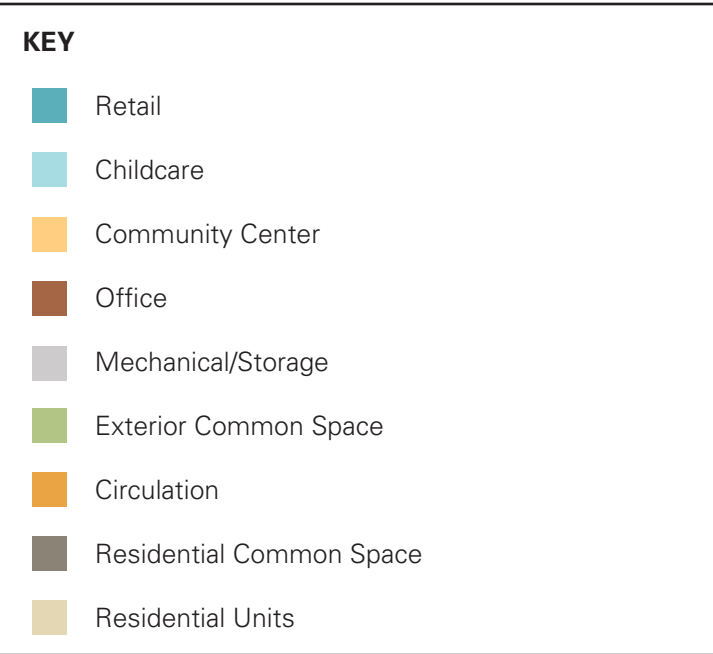 KEY
Retail
Childcare
Community Center
Office
Mechanical/Storage
Exterior Common Space
Circulation
Residential Common Space
Residential Units